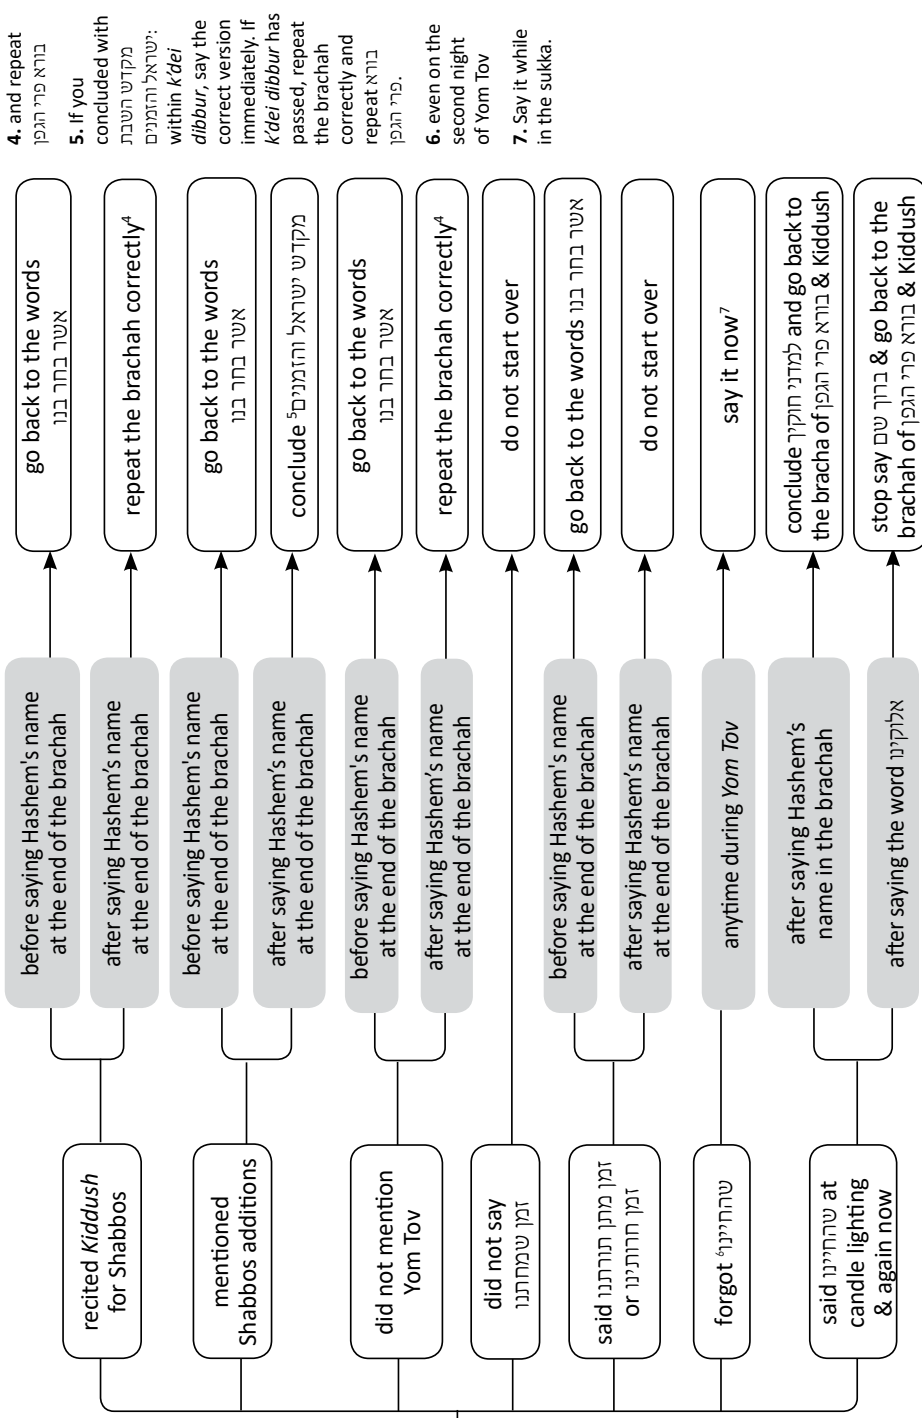 recited Kiddush
for Shabbos
before saying Hashem's name
at the end of the brachah
go back to the words
אשר בחר בנו
after saying Hashem's name
at the end of the brachah
repeat the brachah correctly⁴
mentioned
Shabbos additions
before saying Hashem's name
at the end of the brachah
go back to the words
אשר בחר בנו
after saying Hashem's name
at the end of the brachah
conclude ⁵מקדש ישראל והזמנים
did not mention
Yom Tov
before saying Hashem's name
at the end of the brachah
go back to the words
אשר בחר בנו
after saying Hashem's name
at the end of the brachah
repeat the brachah correctly⁴
did not say
זמן שמחתנו
do not start over
said זמן מתן תורתנו
or זמן חרותינו
before saying Hashem's name
at the end of the brachah
go back to the words אשר בחר בנו
after saying Hashem's name
at the end of the brachah
do not start over
forgot ⁶שהחיינו
anytime during Yom Tov
say it now⁷
said שהחיינו at
candle lighting
& again now
after saying Hashem's
name in the brachah
conclude למדני חוקיך and go back to
the bracha of בורא פרי הגפן & Kiddush
after saying the word אלוקינו
stop say ברוך שם & go back to the
brachah of בורא פרי הגפן & Kiddush
4. and repeat
בורא פרי הגפן
5. If you
concluded with
מקדש השבת
ישראל והזמנים:
within k'dei
dibbur, say the
correct version
immediately. If
k'dei dibbur has
passed, repeat
the brachah
correctly and
repeat בורא
פרי הגפן.
6. even on the
second night
of Yom Tov
7. Say it while
in the sukka.